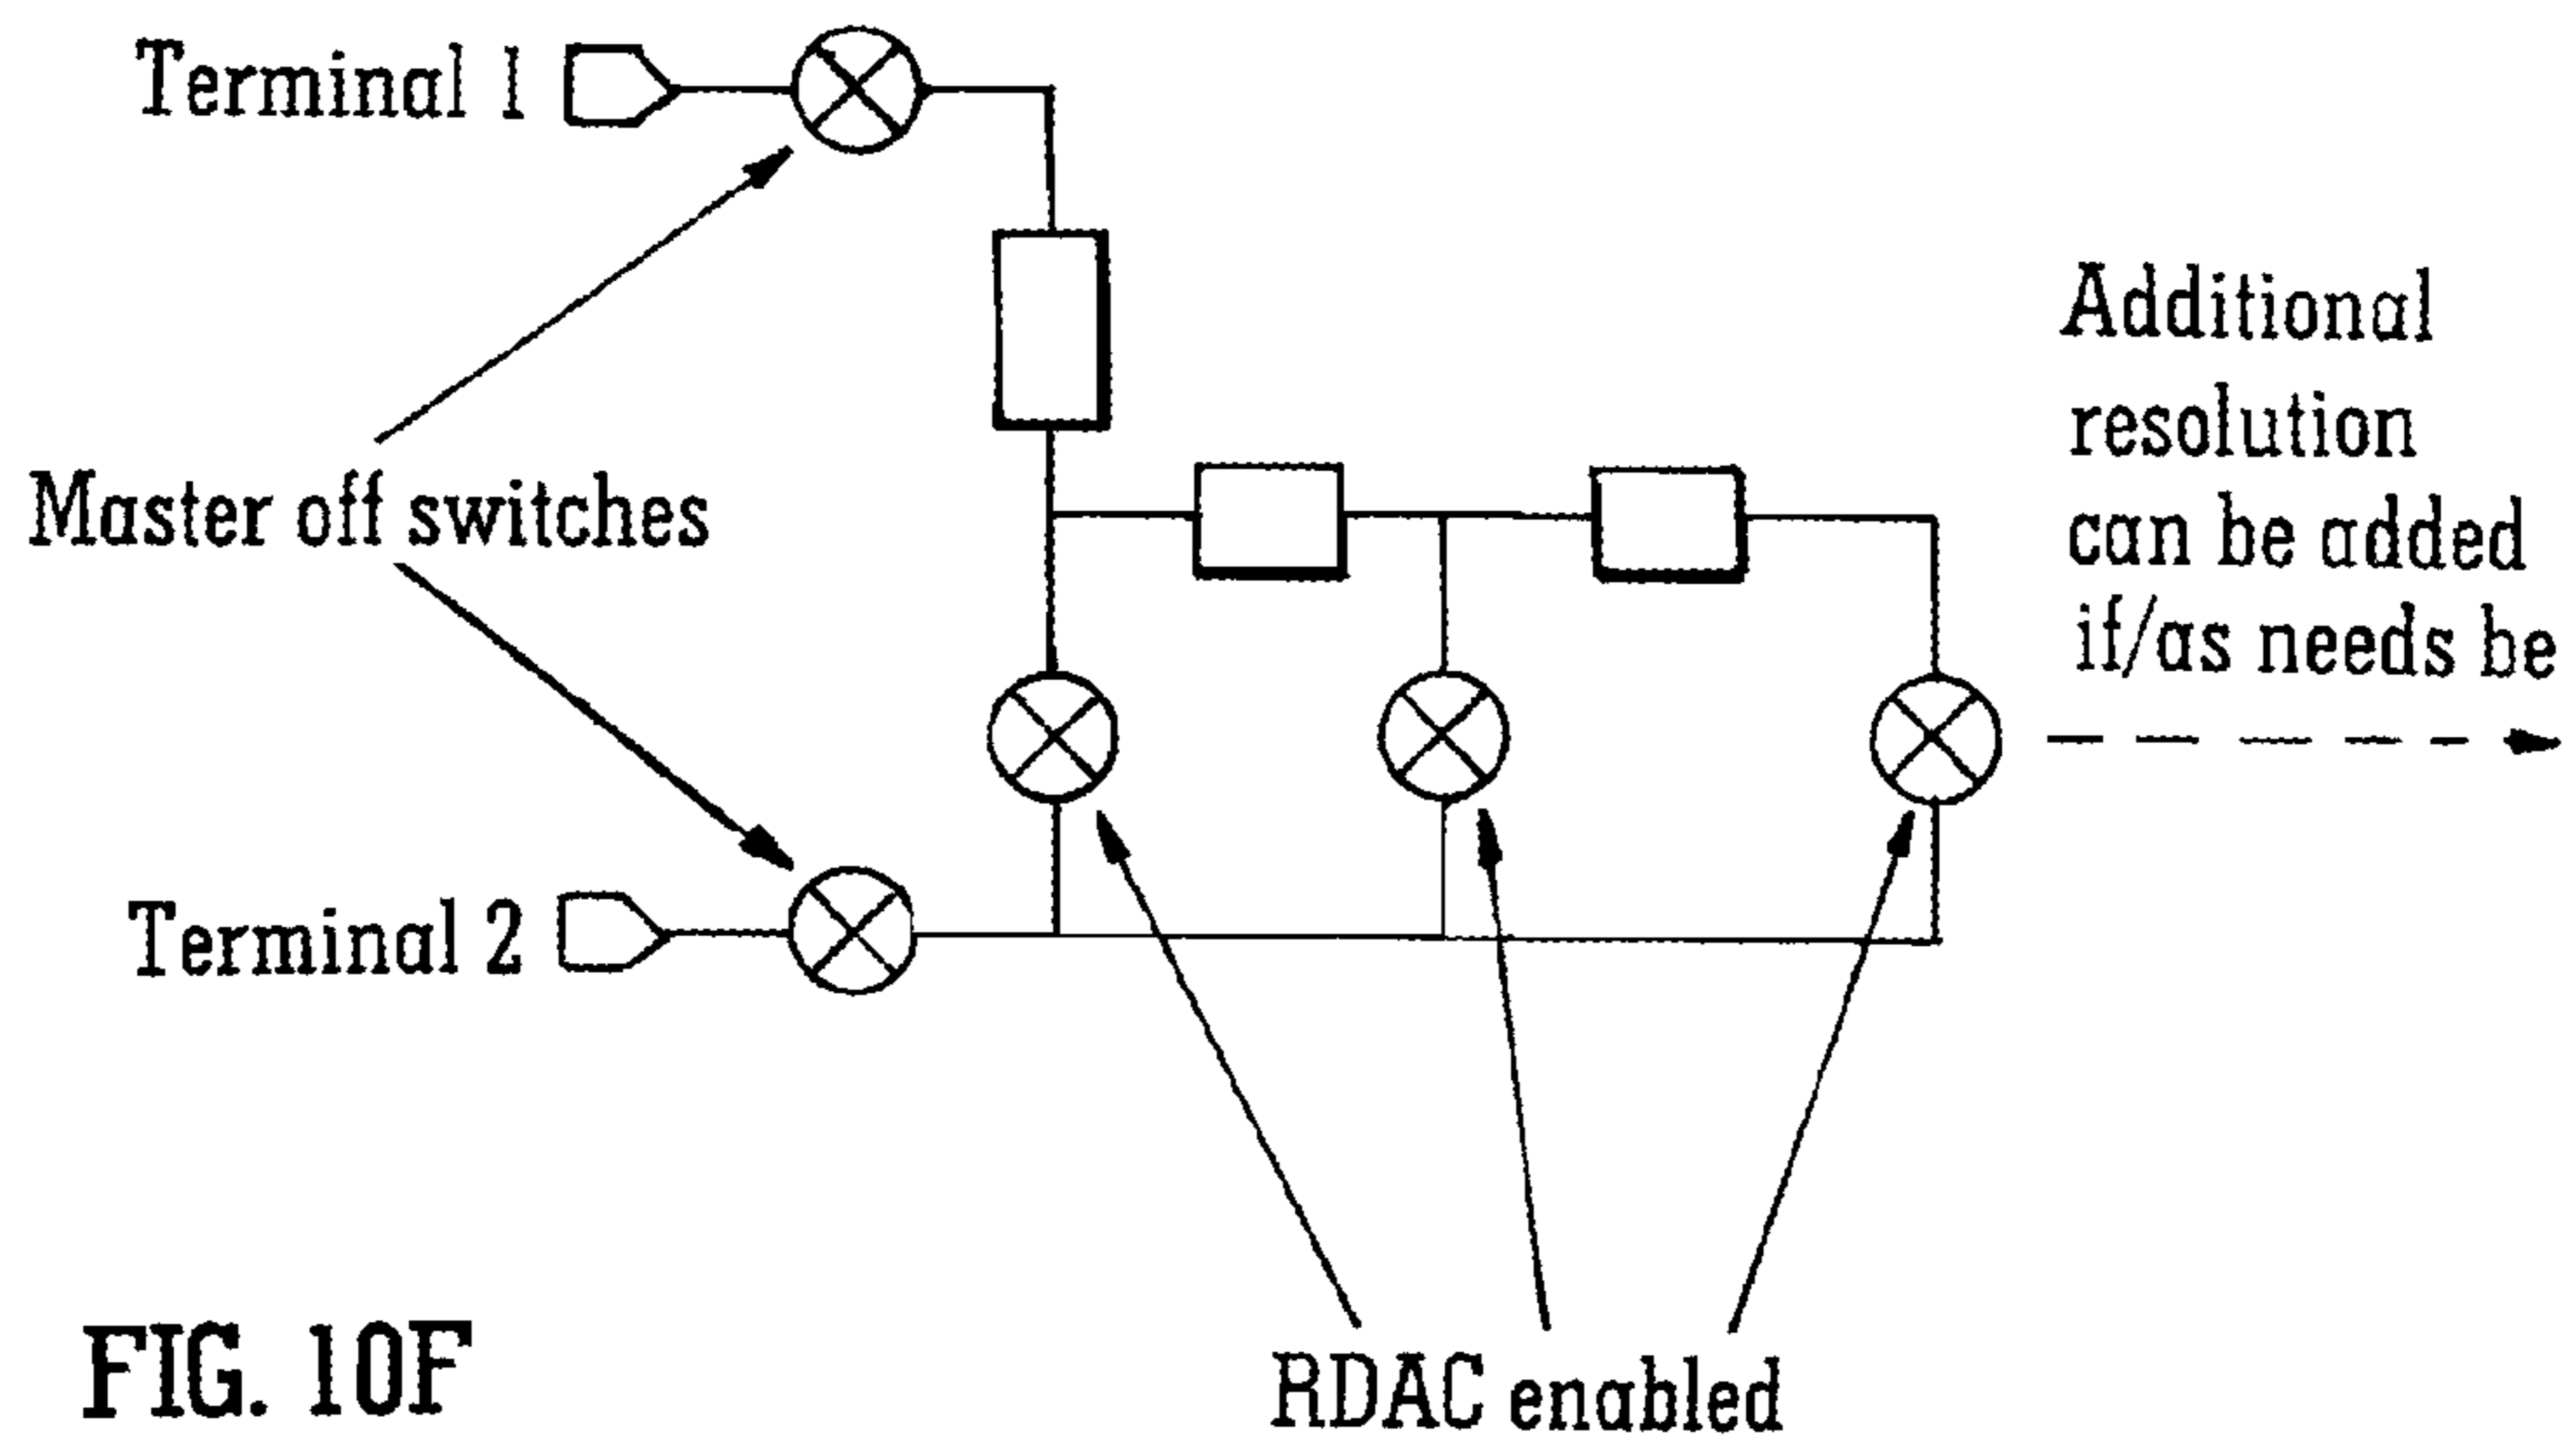 Terminal 1
Additional
resolution
can be added
if/as needs be
Master off switches
Terminal 2
RDAC enabled
FIG. 10F